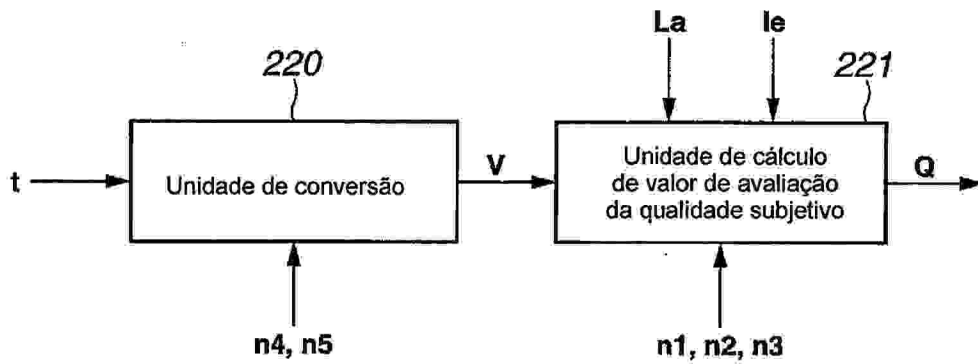 La
Ie
220
221
t
Unidade de conversão
V
Unidade de cálculo
de valor de avaliação
da qualidade subjetivo
Q
n4, n5
n1, n2, n3